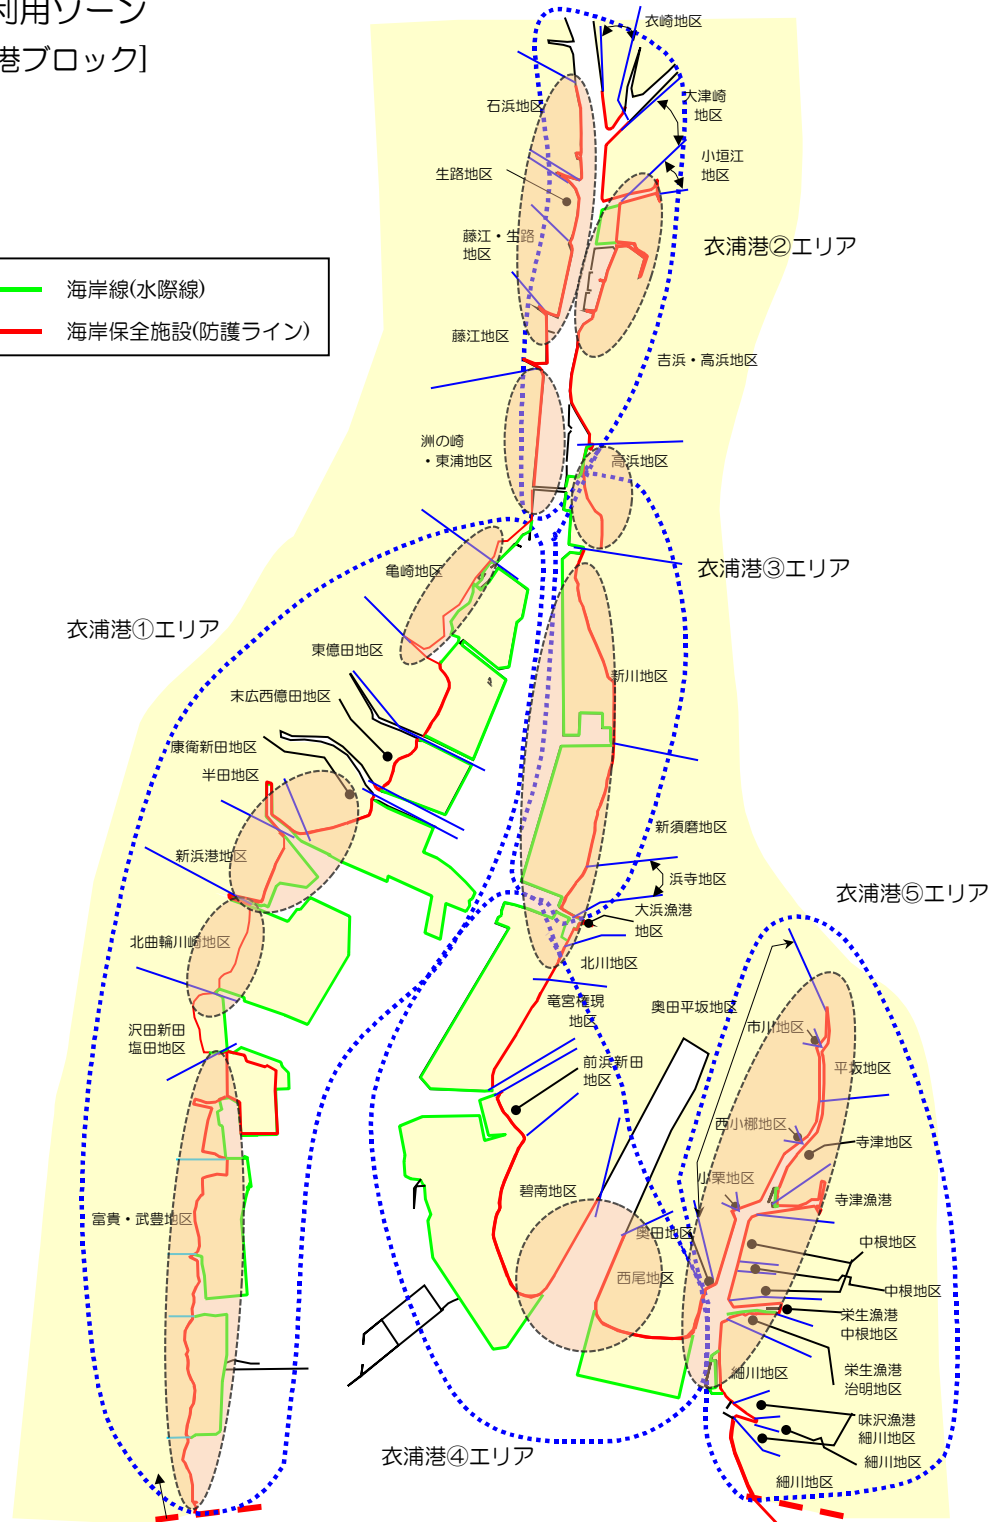 利用ゾーン
港ブロック]
衣崎地区
石浜地区
大津崎
地区
小垣江
地区
生路地区
藤江・生路
地区
衣浦港②エリア
海岸線(水際線)
海岸保全施設(防護ライン)
藤江地区
吉浜・高浜地区
洲の崎
・東浦地区
高浜地区
亀崎地区
衣浦港③エリア
衣浦港①エリア
東億田地区
新川地区
末広西億田地区
康衛新田地区
半田地区
新浜港地区
新須磨地区
浜寺地区
衣浦港⑤エリア
大浜漁港
地区
北曲輪川崎地区
北川地区
竜宮権現
地区
奥田平坂地区
市川地区
沢田新田
塩田地区
前浜新田
地区
平坂地区
西小梛地区
寺津地区
小栗地区
碧南地区
寺津漁港
富貴・武豊地区
奥田地区
中根地区
西尾地区
中根地区
栄生漁港
中根地区
細川地区
栄生漁港
治明地区
味沢漁港
細川地区
衣浦港④エリア
細川地区
細川地区